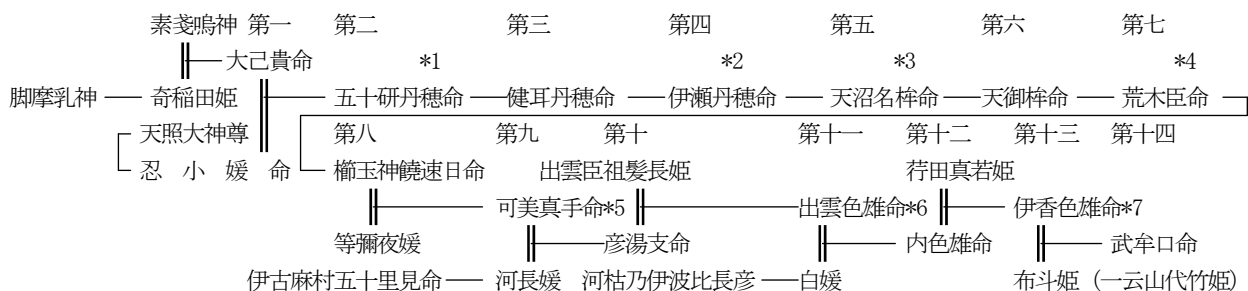 素戔嗚神 第一 第二 第三 第四 第五 第六 第七
大己貴命 *1 *2 *3 *4
脚摩乳神 奇稲田姫 五十研丹穂命 健耳丹穂命 伊瀬丹穂命 天沼名桙命 天御桙命 荒木臣命
天照大神尊 第八 第九 第十 第十一 第十二 第十三 第十四
忍小媛命 櫛玉神饒速日命 出雲臣祖髪長姫 荇田真若姫
可美真手命*5 出雲色雄命*6 伊香色雄命*7
等彌夜媛 彦湯支命 内色雄命 武牟口命
伊古麻村五十里見命 河長媛 河枯乃伊波比長彦 白媛 布斗姫（一云山代竹姫）